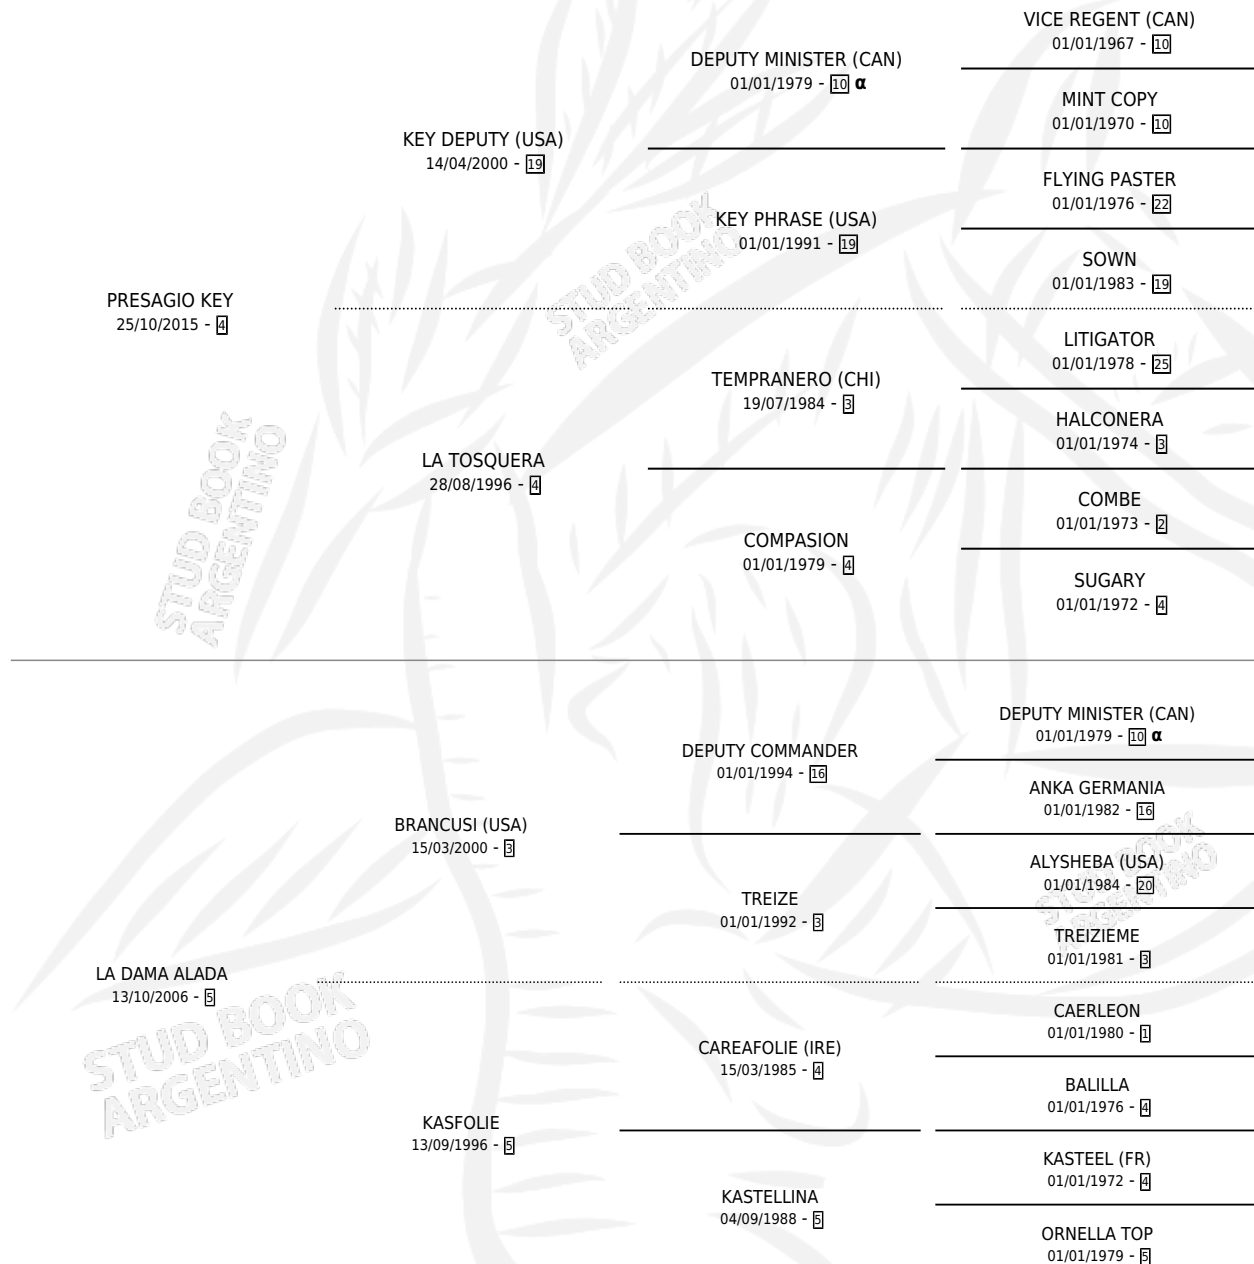 VICE REGENT (CAN)
01/01/1967 - 10
DEPUTY MINISTER (CAN)
01/01/1979 - 10 α
MINT COPY
01/01/1970 - 10
KEY DEPUTY (USA)
14/04/2000 - 19
FLYING PASTER
01/01/1976 - 22
KEY PHRASE (USA)
01/01/1991 - 19
SOWN
01/01/1983 - 19
PRESAGIO KEY
25/10/2015 - 4
LITIGATOR
01/01/1978 - 25
TEMPRANERO (CHI)
19/07/1984 - 3
HALCONERA
01/01/1974 - 3
LA TOSQUERA
28/08/1996 - 4
COMBE
01/01/1973 - 2
COMPASION
01/01/1979 - 4
SUGARY
01/01/1972 - 4
STUD BOOK
ARGENTINO
STUD BOOK
ARGENTINO
DEPUTY MINISTER (CAN)
01/01/1979 - 10 α
DEPUTY COMMANDER
01/01/1994 - 16
ANKA GERMANIA
01/01/1982 - 16
BRANCUSI (USA)
15/03/2000 - 3
ALYSHEBA (USA)
01/01/1984 - 20
TREIZE
01/01/1992 - 3
TREIZIEME
01/01/1981 - 3
LA DAMA ALADA
13/10/2006 - 5
CAERLEON
01/01/1980 - 1
CAREAFOLIE (IRE)
15/03/1985 - 4
BALILLA
01/01/1976 - 4
KASFOLIE
13/09/1996 - 5
KASTEEL (FR)
01/01/1972 - 4
KASTELLINA
04/09/1988 - 5
ORNELLA TOP
01/01/1979 - 5
STUD BOOK
ARGENTINO
STUD BOOK
ARGENTINO